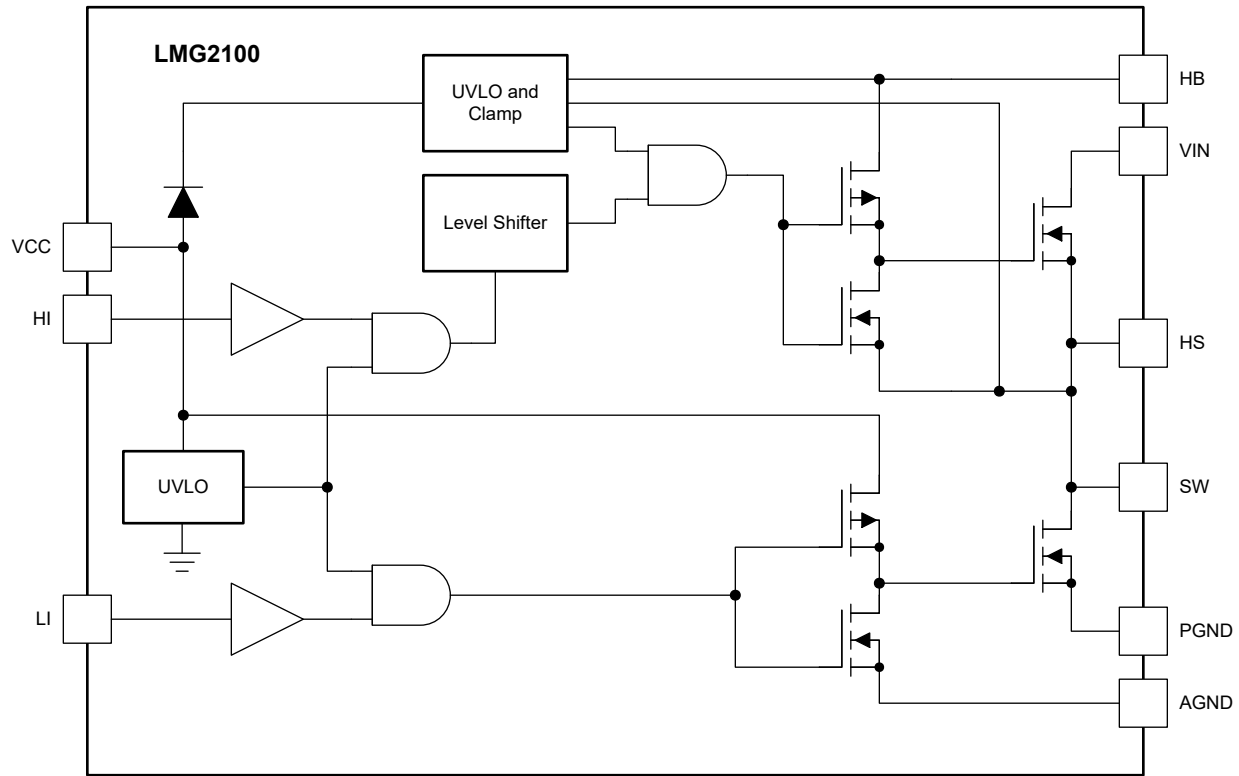 LMG2100
UVLO and
Clamp
HB
VIN
Level Shifter
VCC
HI
HS
UVLO
SW
LI
PGND
AGND